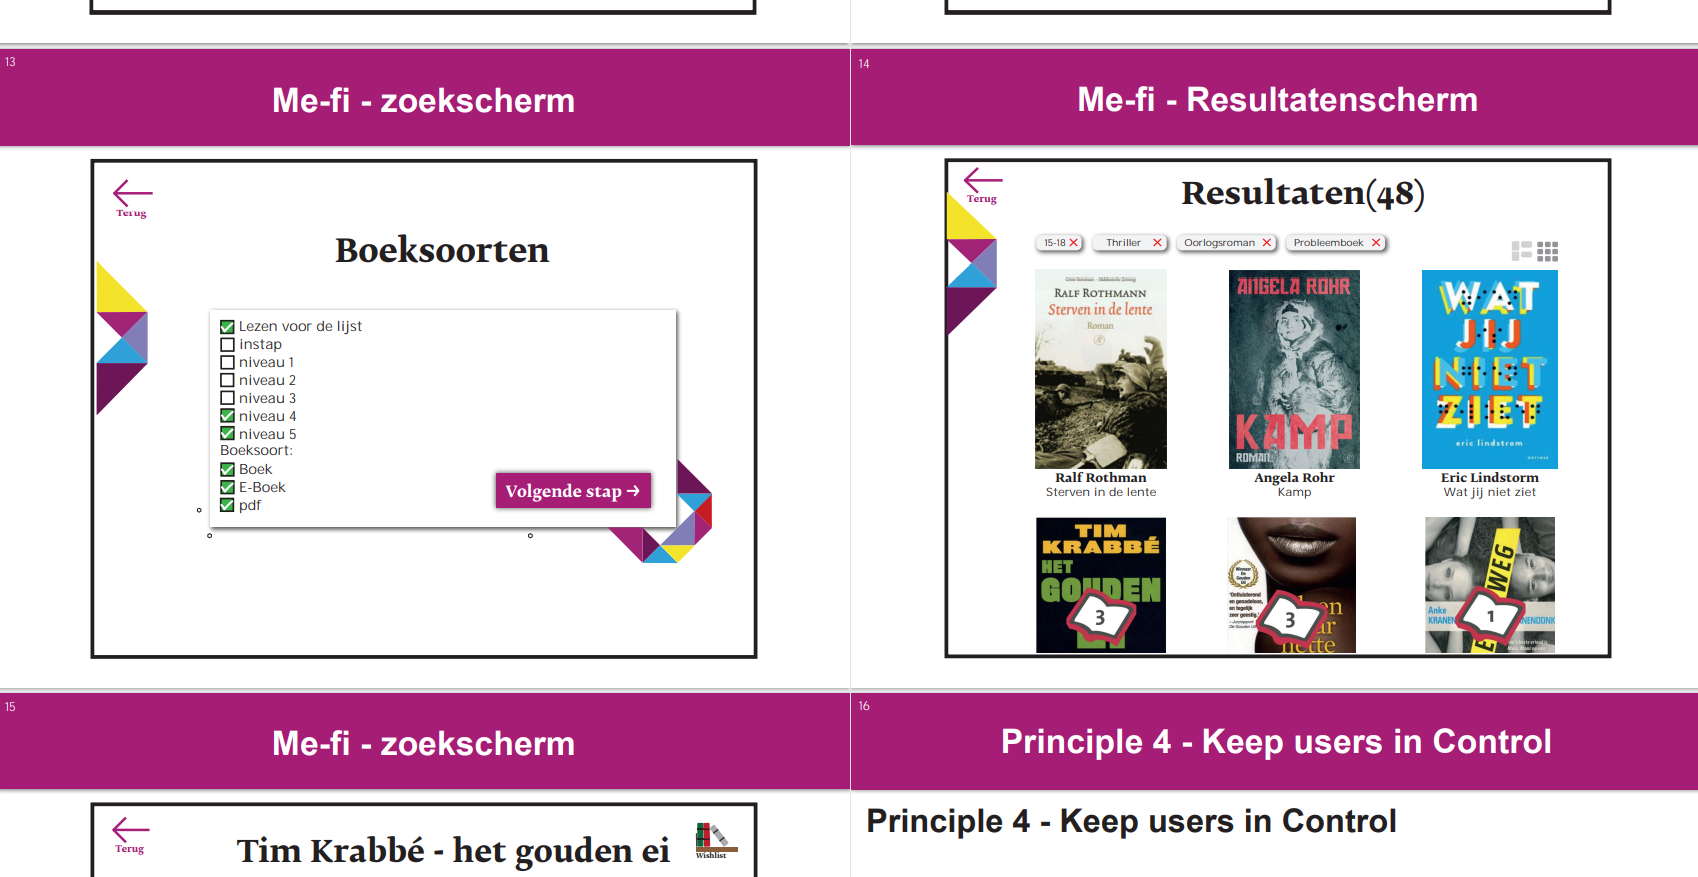 13
Me-fi - zoekscherm
Terug
Boeksoorten
Lezen voor de lijst
instap
niveau 1
niveau 2
niveau 3
niveau 4
niveau 5
Boeksoort:
Boek
E-Boek
pdf
Volgende stap →
14
Me-fi - Resultatenscherm
Terug
Resultaten(48)
15-18
Thriller
Oorlogsroman
Probleemboek
RALF ROTHMANN
Sterven in de lente
Roman
ANGELA ROHR
KAMP
ROMAN
WAT
JIJ
NIET
ZIET
eric lindstrom
Ralf Rothman
Sterven in de lente
Angela Rohr
Kamp
Eric Lindstorm
Wat jij niet ziet
TIM
KRABBÉ
HET
GOUDEN
3
3
Anke
WEG
1
15
Me-fi - zoekscherm
Terug
Tim Krabbé - het gouden ei
Wishlist
16
Principle 4 - Keep users in Control
Principle 4 - Keep users in Control